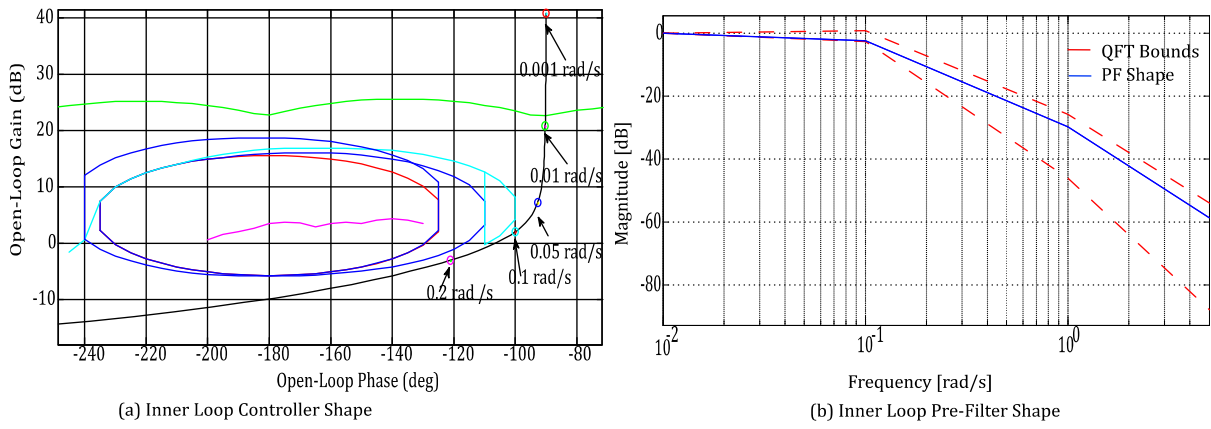 Open-Loop Gain (dB)
40
30
20
10
0
-10
0.001 rad/s
0.01 rad/s
0.05 rad/s
0.1 rad/s
0.2 rad /s
-240 -220 -200 -180 -160 -140 -120 -100 -80
Open-Loop Phase (deg)
(a) Inner Loop Controller Shape
Magnitude [dB]
0
-20
-40
-60
-80
QFT Bounds
PF Shape
10-2 10-1 100
Frequency [rad/s]
(b) Inner Loop Pre-Filter Shape